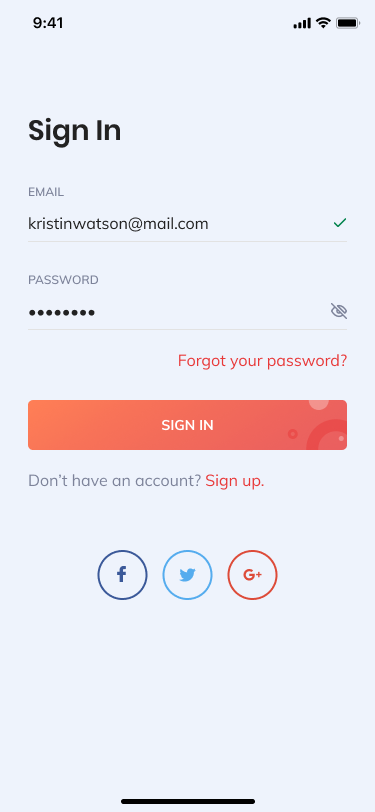 9:41
Sign In
EMAIL
kristinwatson@mail.com
PASSWORD
••••••••
Forgot your password?
SIGN IN
Don’t have an account? Sign up.
f
G+